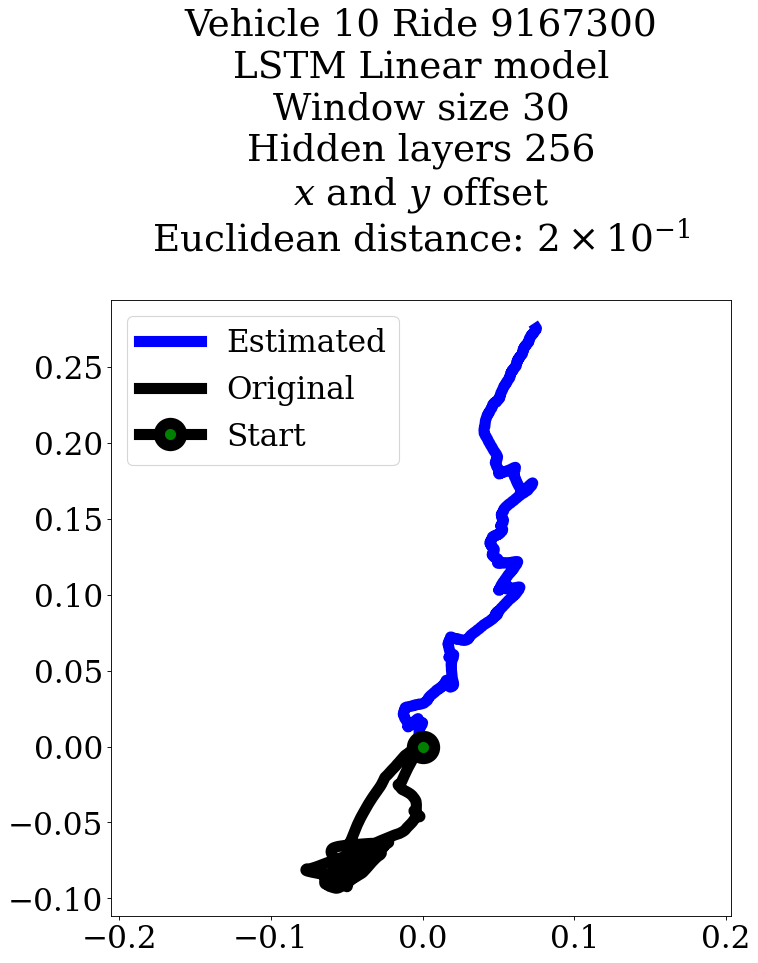 Vehicle 10 Ride 9167300
LSTM Linear model
Window size 30
Hidden layers 256
x and y offset
Euclidean distance: 2 × 10⁻¹
Estimated
Original
Start
0.25
0.20
0.15
0.10
0.05
0.00
−0.05
−0.10
−0.2 −0.1 0.0 0.1 0.2